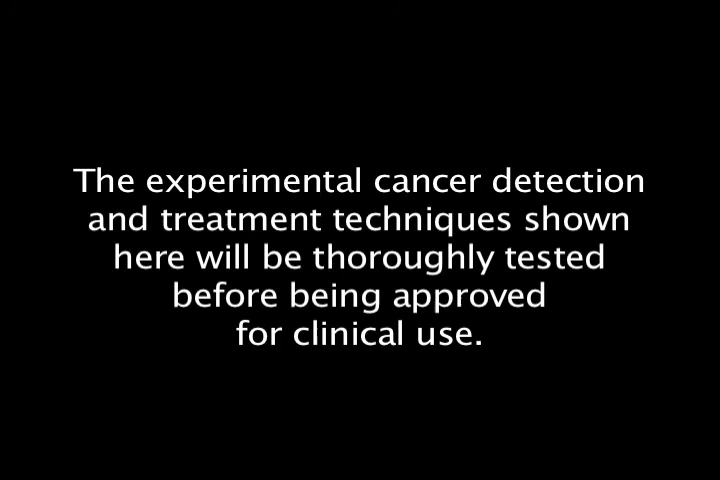 The experimental cancer detection
and treatment techniques shown
here will be thoroughly tested
before being approved
for clinical use.